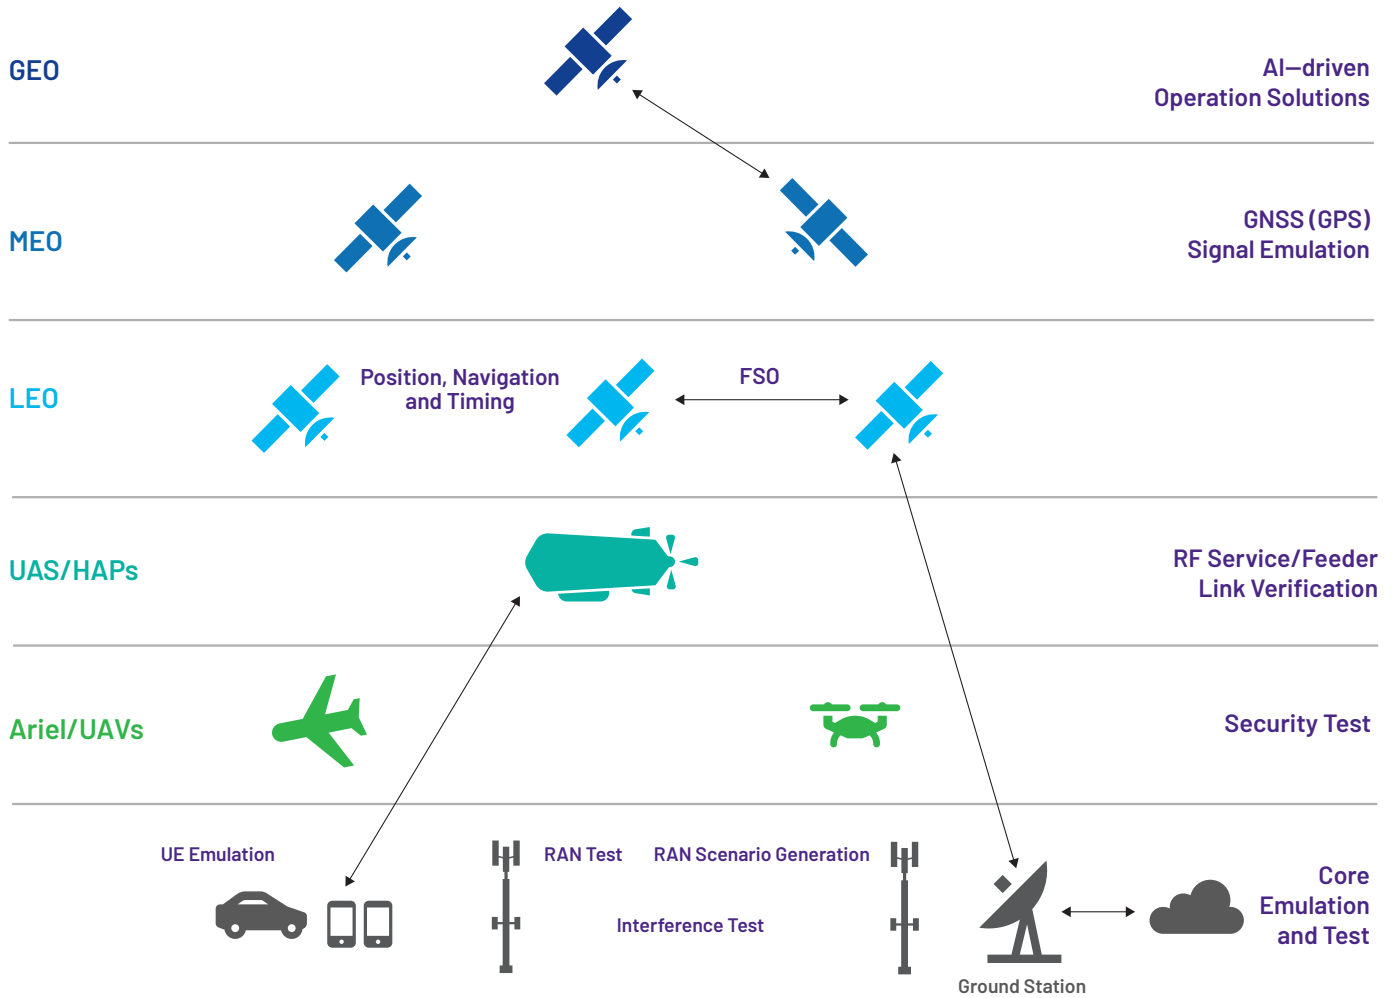 GEO
AI–driven
Operation Solutions
MEO
GNSS (GPS)
Signal Emulation
LEO
Position, Navigation
and Timing
FSO
UAS/HAPs
RF Service/Feeder
Link Verification
Ariel/UAVs
Security Test
UE Emulation
RAN Test
RAN Scenario Generation
Interference Test
Core
Emulation
and Test
Ground Station